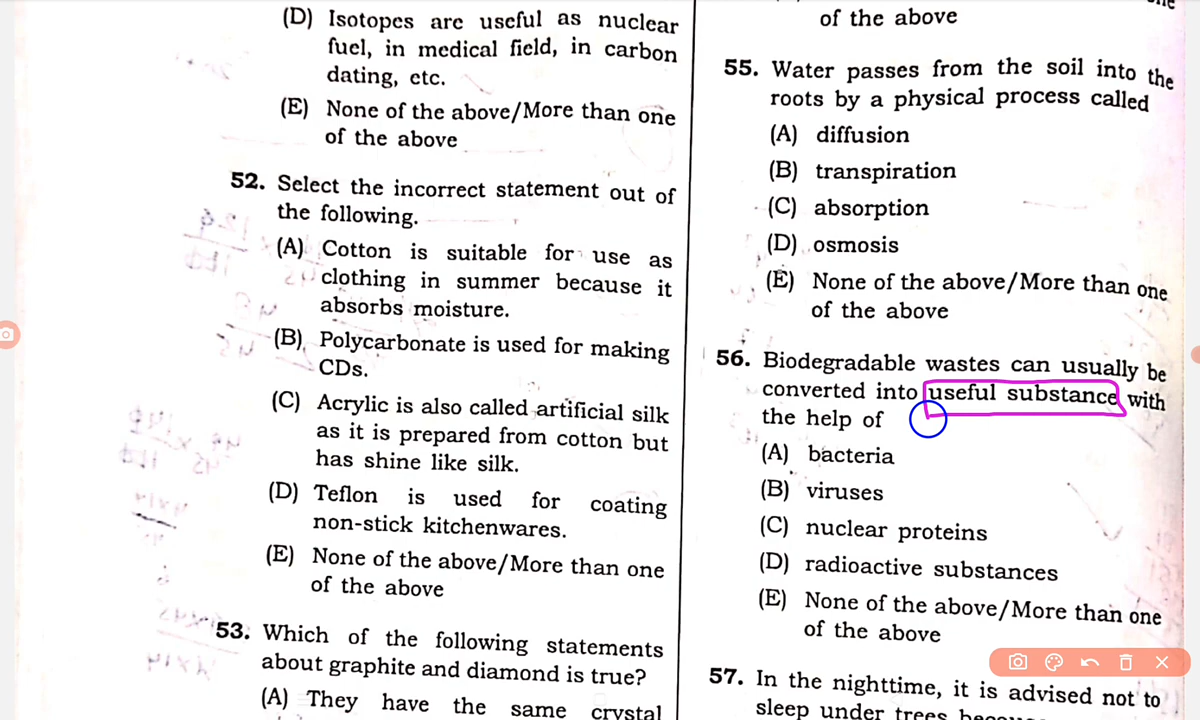 (D) Isotopes are useful as nuclear
fuel, in medical field, in carbon
dating, etc.
(E) None of the above/More than one
of the above
52. Select the incorrect statement out of
the following.
(A) Cotton is suitable for use as
clothing in summer because it
absorbs moisture.
(B) Polycarbonate is used for making
CDs.
(C) Acrylic is also called artificial silk
as it is prepared from cotton but
has shine like silk.
(D) Teflon is used for coating
non-stick kitchenwares.
(E) None of the above/More than one
of the above
53. Which of the following statements
about graphite and diamond is true?
(A) They have the same crystal
of the above
55. Water passes from the soil into the
roots by a physical process called
(A) diffusion
(B) transpiration
(C) absorption
(D) osmosis
(E) None of the above/More than one
of the above
56. Biodegradable wastes can usually be
converted into useful substance with
the help of
(A) bacteria
(B) viruses
(C) nuclear proteins
(D) radioactive substances
(E) None of the above/More than one
of the above
57. In the nighttime, it is advised not to
sleep under trees